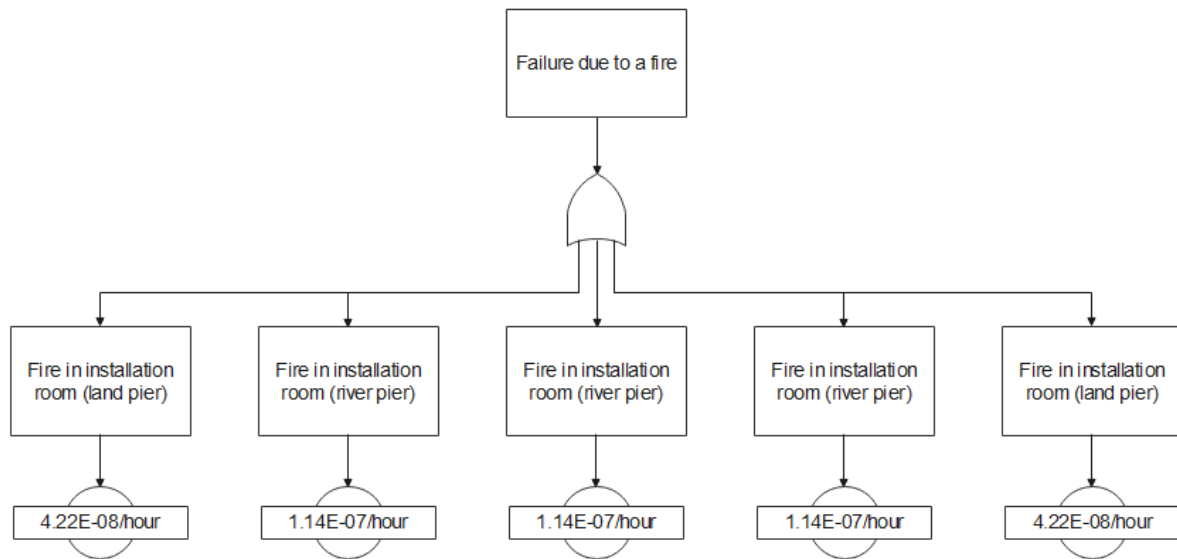 Failure due to a fire
Fire in installation
room (land pier)
Fire in installation
room (river pier)
Fire in installation
room (river pier)
Fire in installation
room (river pier)
Fire in installation
room (land pier)
4.22E-08/hour
1.14E-07/hour
1.14E-07/hour
1.14E-07/hour
4.22E-08/hour